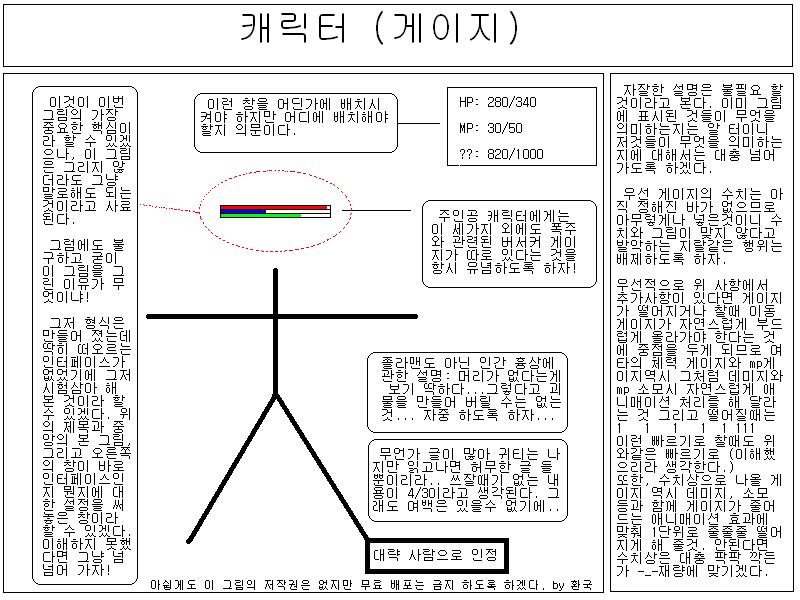 캐릭터 (게이지)
이것이 이번
그림의 가장
중요한 핵심이
라 할 수 있겠
으나, 이 그림
은 그리지 않
더라도 그냥
말로해도 되는
것이라고 사료
된다.
그럼에도 불
구하고 굳이
이 그림을 그
린 이유가 무
엇이냐!
그저 형식은
만들어 졌는데
딱히 떠오르는
인터페이스가
없었기에 그저
시험삼아 해
본 것이라 할
수 있겠다. 위
의 제목과 중
앙의 본 그림,
그리고 오른쪽
의 창이 바로
인터페이스인
지 뭔지에 대
한 설정을 써
놓은 창이라
할 수 있겠다.
이해하지 못했
다면 그냥 넘
넘어 가자!
이런 창을 어딘가에 배치시
켜야 하지만 어디에 배치해야
할지 의문이다.
HP: 280/340
MP: 30/50
??: 820/1000
주인공 캐릭터에게는
이 세가지 외에도 폭주
와 관련된 버서커 게이
지가 따로 있다는 것을
항시 유념하도록 하자!
졸라맨도 아닌 인간 흉상에
관한 설명: 머리가 없다는게
보기 딱하다...그렇다고 괴
물을 만들어 버릴 수는 없는
것... 자중 하도록 하자...
무언가 글이 많아 귀티는 나
지만 읽고나면 허무한 글 들
뿐이리라.. 쓰잘때기 없는 내
용이 4/30이라고 생각된다. 그
래도 여백은 있을수 없기에..
대략 사람으로 인정
아쉽게도 이 그림의 저작권은 없지만 무료 배포는 금지 하도록 하겠다. by 환국
자잘한 설명은 불필요 할
것이라고 본다. 이미 그림
에 표시된 것들이 무엇을
의미하는지는 알 터이니
저것들이 무엇을 의미하는
지에 대해서는 대충 넘어
가도록 하겠다.
우선 게이지의 수치는 아
직 정해진 바가 없으므로
아무렇게나 넣은것이니 수
치와 그림이 맞지 않다고
발악하는 지랄같은 행위는
배제하도록 하자.
우선적으로 위 사항에서
추가사항이 있다면 게이지
가 떨어지거나 찰때 이동
게이지가 자연스럽게 부드
럽게 올라가야 한다는 것
에 중점을 두게 되므로 여
타의 체력 게이지와 mp게
이지역시 그처럼 데미지와
mp 소모시 자연스럽게 애
니매이션 처리를 해 달라
는 것 그리고 떨어질때는
1 1 1 1 1 111
이런 빠르기로 찰때도 위
와같은 빠르기로 (이해했
으리라 생각한다.)
또한, 수치상으로 나올 게
이지 역시 데미지, 소모
등과 함께 게이지가 줄어
드는 애니매이션 효과에
맞춰 1단위로 줄줄줄 떨어
지게 해 줄것. 안된다면
수치상은 대충 팍팍 깍든
가 -_-재량에 맞기겠다.